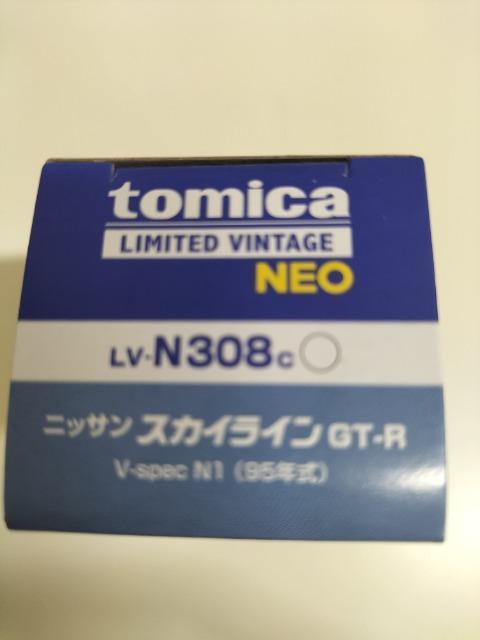 tomica
LIMITED VINTAGE
NEO
LV-N308c
ニッサン スカイライン GT-R
V-spec N1 (95年式)